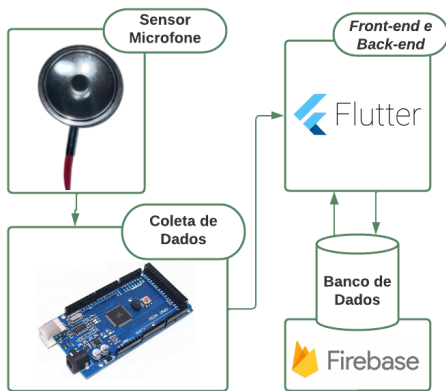 Sensor
Microfone
Front-end e
Back-end
Flutter
Coleta de
Dados
Banco de
Dados
Firebase